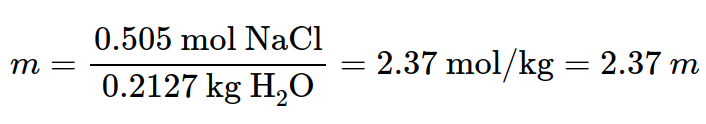 m = 0.505 mol NaCl / 0.2127 kg H₂O = 2.37 mol/kg = 2.37 m